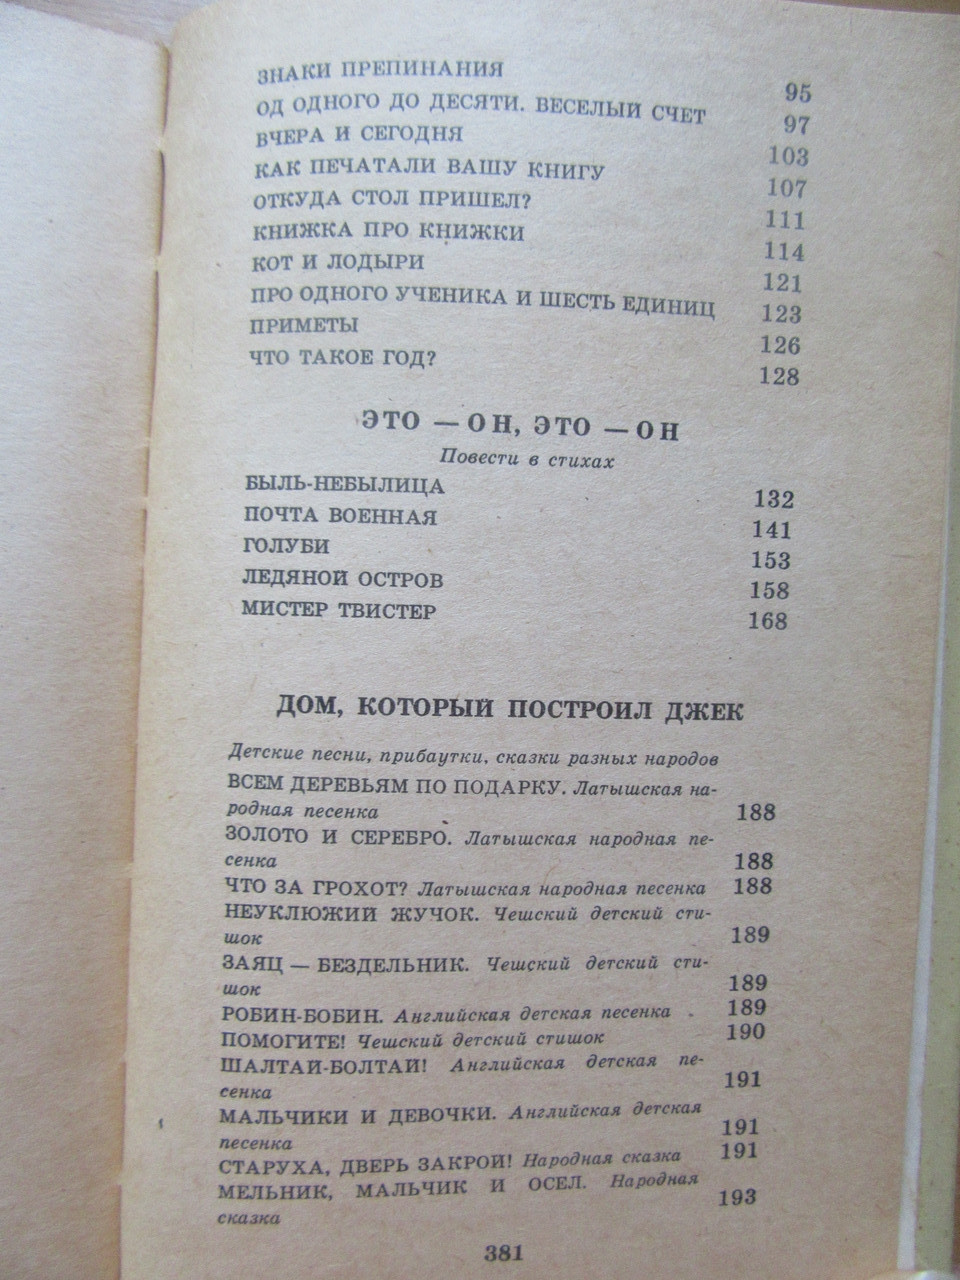 ЗНАКИ ПРЕПИНАНИЯ 95
ОД ОДНОГО ДО ДЕСЯТИ. ВЕСЕЛЫЙ СЧЕТ 97
ВЧЕРА И СЕГОДНЯ 103
КАК ПЕЧАТАЛИ ВАШУ КНИГУ 107
ОТКУДА СТОЛ ПРИШЕЛ? 111
КНИЖКА ПРО КНИЖКИ 114
КОТ И ЛОДЫРИ 121
ПРО ОДНОГО УЧЕНИКА И ШЕСТЬ ЕДИНИЦ 123
ПРИМЕТЫ 126
ЧТО ТАКОЕ ГОД? 128
ЭТО — ОН, ЭТО — ОН
Повести в стихах
БЫЛЬ-НЕБЫЛИЦА 132
ПОЧТА ВОЕННАЯ 141
ГОЛУБИ 153
ЛЕДЯНОЙ ОСТРОВ 158
МИСТЕР ТВИСТЕР 168
ДОМ, КОТОРЫЙ ПОСТРОИЛ ДЖЕК
Детские песни, прибаутки, сказки разных народов
ВСЕМ ДЕРЕВЬЯМ ПО ПОДАРКУ. Латышская на-
родная песенка 188
ЗОЛОТО И СЕРЕБРО. Латышская народная пе-
сенка 188
ЧТО ЗА ГРОХОТ? Латышская народная песенка 188
НЕУКЛЮЖИЙ ЖУЧОК. Чешский детский сти-
шок 189
ЗАЯЦ — БЕЗДЕЛЬНИК. Чешский детский сти-
шок 189
РОБИН-БОБИН. Английская детская песенка 189
ПОМОГИТЕ! Чешский детский стишок 190
ШАЛТАЙ-БОЛТАЙ! Английская детская пе-
сенка 191
МАЛЬЧИКИ И ДЕВОЧКИ. Английская детская
песенка 191
СТАРУХА, ДВЕРЬ ЗАКРОЙ! Народная сказка 191
МЕЛЬНИК, МАЛЬЧИК И ОСЕЛ. Народная
сказка 193
381